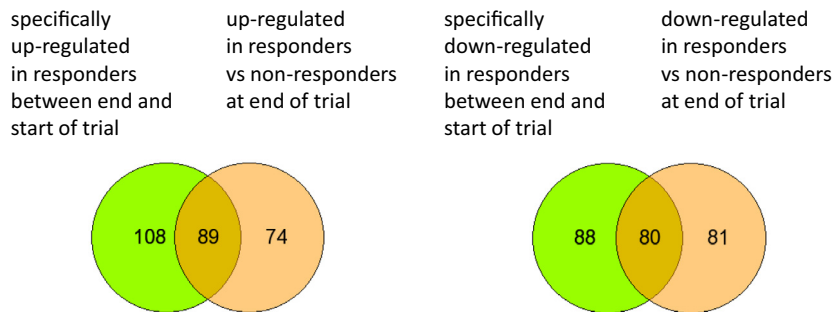 specifically
up-regulated
in responders
between end and
start of trial
up-regulated
in responders
vs non-responders
at end of trial
specifically
down-regulated
in responders
between end and
start of trial
down-regulated
in responders
vs non-responders
at end of trial
108 89 74
88 80 81